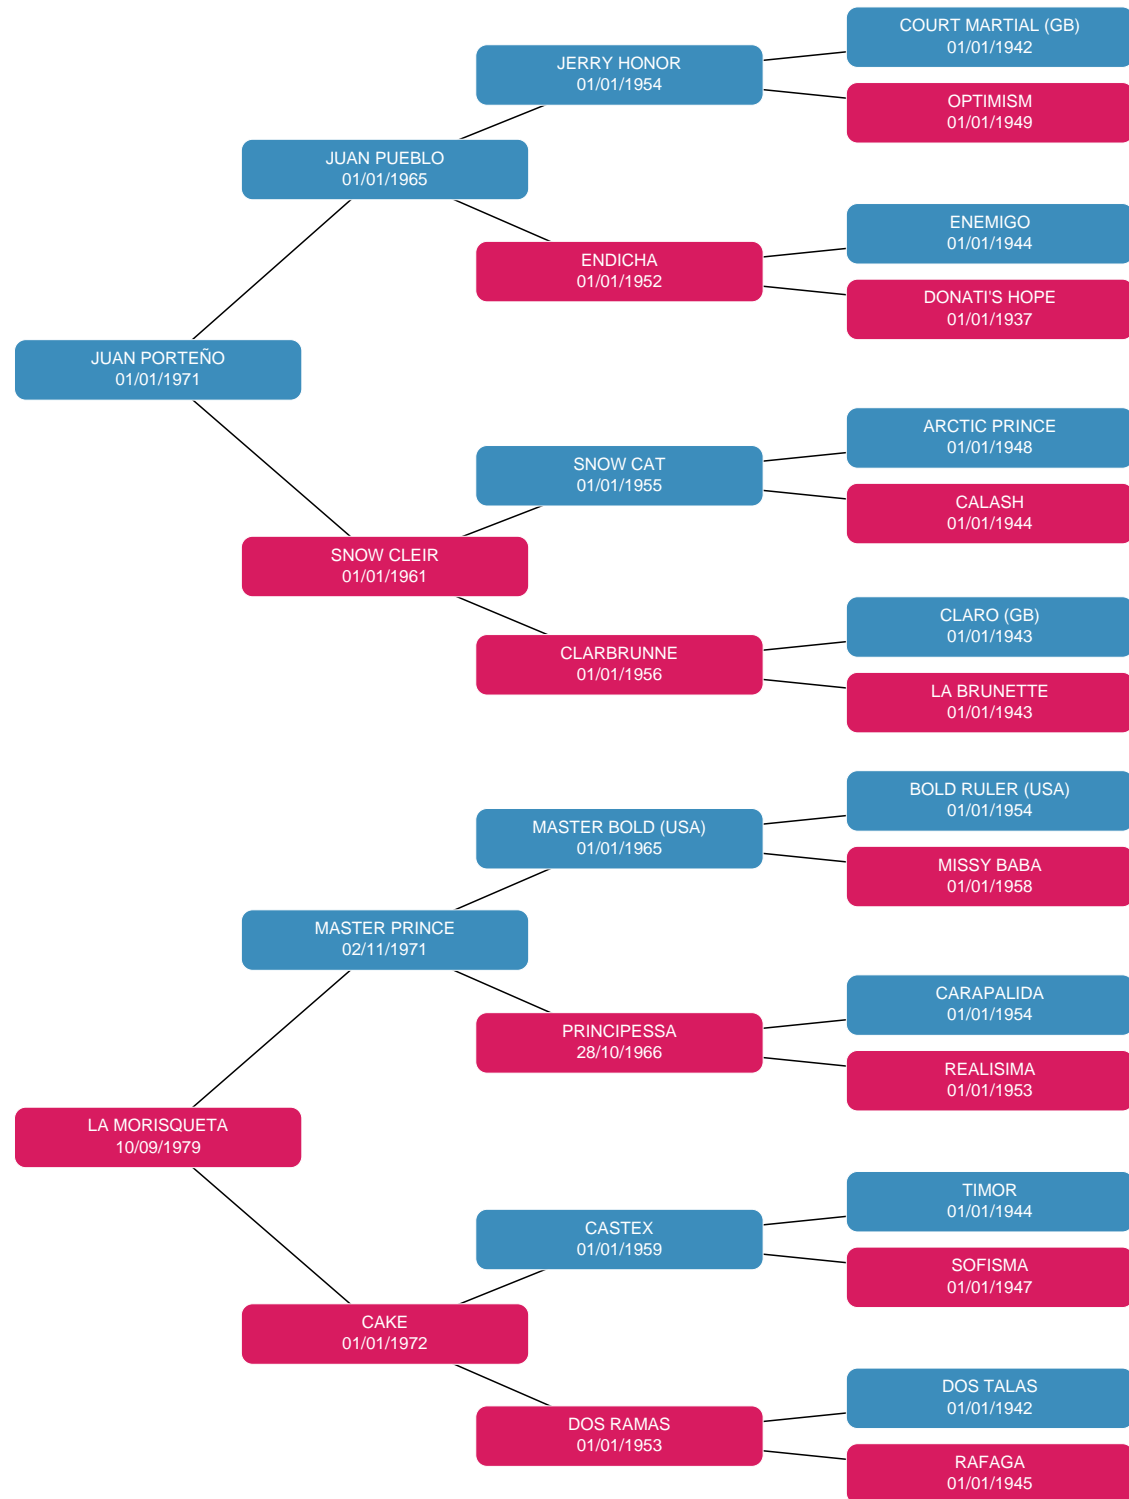 COURT MARTIAL (GB)
01/01/1942
JERRY HONOR
01/01/1954
OPTIMISM
01/01/1949
JUAN PUEBLO
01/01/1965
ENEMIGO
01/01/1944
ENDICHA
01/01/1952
DONATI'S HOPE
01/01/1937
JUAN PORTEÑO
01/01/1971
ARCTIC PRINCE
01/01/1948
SNOW CAT
01/01/1955
CALASH
01/01/1944
SNOW CLEIR
01/01/1961
CLARO (GB)
01/01/1943
CLARBRUNNE
01/01/1956
LA BRUNETTE
01/01/1943
BOLD RULER (USA)
01/01/1954
MASTER BOLD (USA)
01/01/1965
MISSY BABA
01/01/1958
MASTER PRINCE
02/11/1971
CARAPALIDA
01/01/1954
PRINCIPESSA
28/10/1966
REALISIMA
01/01/1953
LA MORISQUETA
10/09/1979
TIMOR
01/01/1944
CASTEX
01/01/1959
SOFISMA
01/01/1947
CAKE
01/01/1972
DOS TALAS
01/01/1942
DOS RAMAS
01/01/1953
RAFAGA
01/01/1945